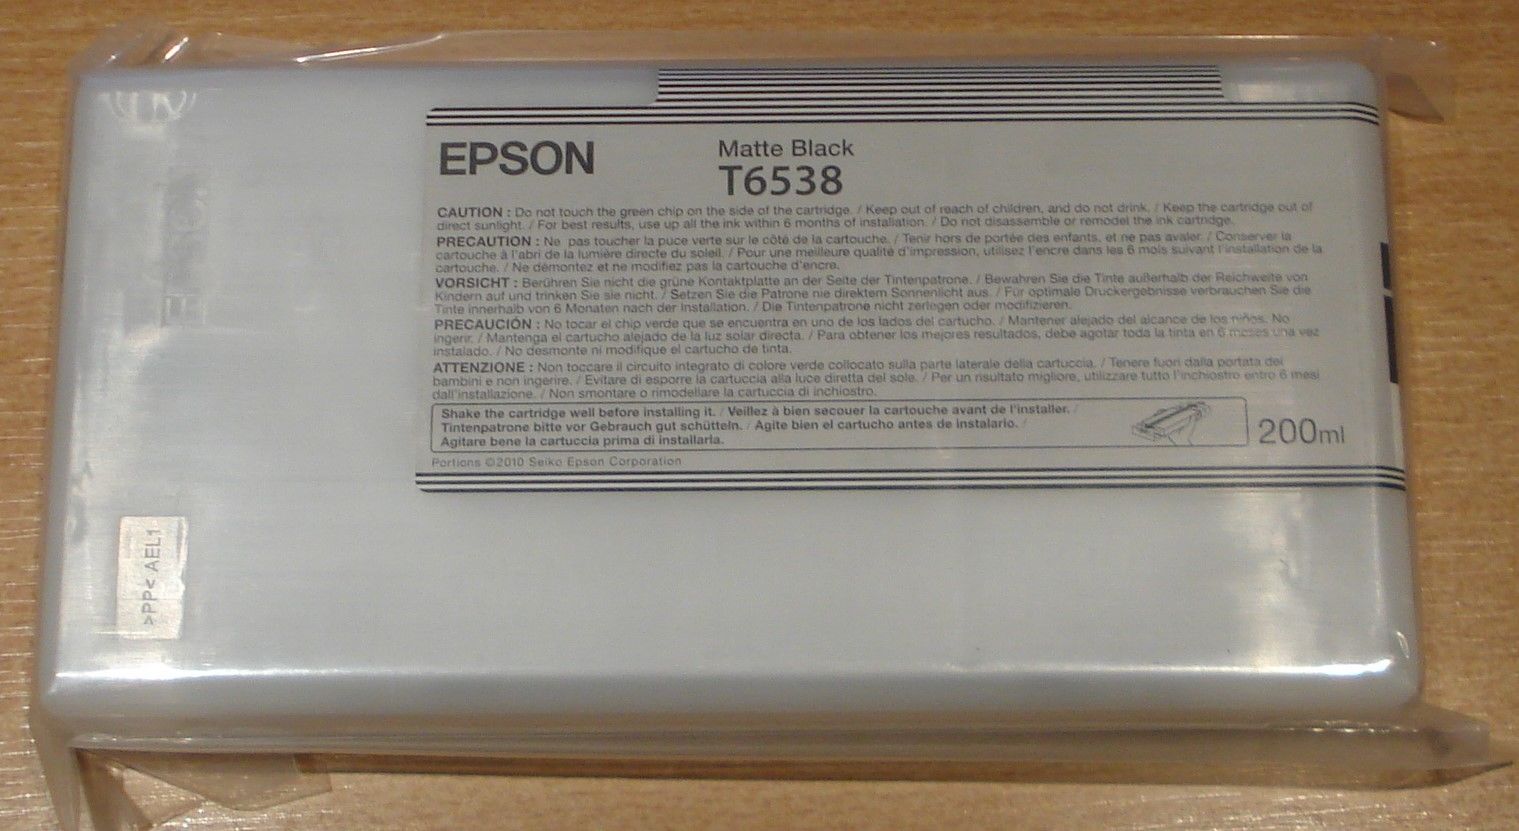 EPSON
Matte Black
T6538
CAUTION : Do not touch the green chip on the side of the cartridge. / Keep out of reach of children, and do not drink. / Keep the cartridge out of
direct sunlight. / For best results, use up all the ink within 6 months of installation. / Do not disassemble or remodel the ink cartridge.
PRECAUTION : Ne pas toucher la puce verte sur le côté de la cartouche. / Tenir hors de portée des enfants, et ne pas avaler. / Conserver la
cartouche à l'abri de la lumière directe du soleil. / Pour une meilleure qualité d'impression, utilisez l'encre dans les 6 mois suivant l'installation de la
cartouche. / Ne démontez et ne modifiez pas la cartouche d'encre.
VORSICHT : Berühren Sie nicht die grüne Kontaktplatte an der Seite der Tintenpatrone. / Bewahren Sie die Tinte außerhalb der Reichweite von
Kindern auf und trinken Sie sie nicht. / Setzen Sie die Patrone nie direktem Sonnenlicht aus. / Für optimale Druckergebnisse verbrauchen Sie die
Tinte innerhalb von 6 Monaten nach der Installation. / Die Tintenpatrone nicht zerlegen oder modifizieren.
PRECAUCIÓN : No tocar el chip verde que se encuentra en uno de los lados del cartucho. / Mantener alejado del alcance de los niños. No
ingerir. / Mantenga el cartucho alejado de la luz solar directa. / Para obtener los mejores resultados, debe agotar toda la tinta en 6 meses una vez
instalado. / No desmonte ni modifique el cartucho de tinta.
ATTENZIONE : Non toccare il circuito integrato di colore verde collocato sulla parte laterale della cartuccia. / Tenere fuori dalla portata dei
bambini e non ingerire. / Evitare di esporre la cartuccia alla luce diretta del sole. / Per un risultato migliore, utilizzare tutto l'inchiostro entro 6 mesi
dall'installazione. / Non smontare o rimodellare la cartuccia di inchiostro.
Shake the cartridge well before installing it. / Veillez à bien secouer la cartouche avant de l'installer. /
Tintenpatrone bitte vor Gebrauch gut schütteln. / Agite bien el cartucho antes de instalarlo. /
Agitare bene la cartuccia prima di installarla.
200ml
Portions ©2010 Seiko Epson Corporation
>PP< AEL1